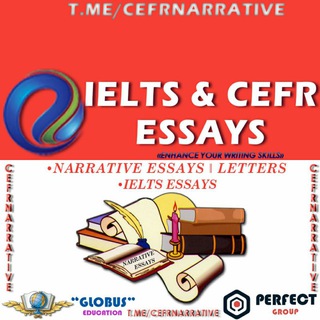 T.ME/CEFRNARRATIVE
IELTS & CEFR
ESSAYS
«ENHANCE YOUR WRITING SKILLS»
•NARRATIVE ESSAYS | LETTERS
•IELTS ESSAYS
CEFRNARRATIVE
CEFRNARRATIVE
NARRATIVE
ESSAYS
"GLOBUS"
EDUCATION
T.ME/CEFRNARRATIVE
PERFECT
GROUP